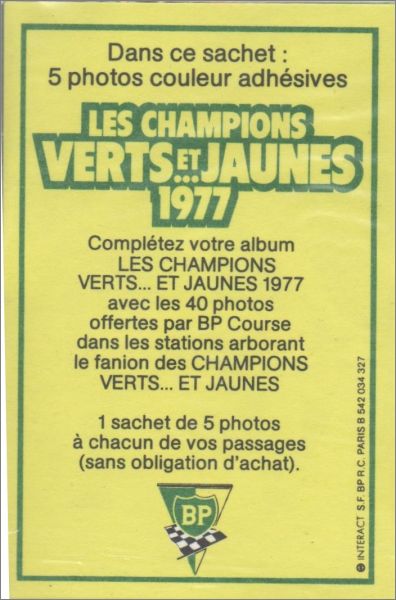 Dans ce sachet :
5 photos couleur adhésives
LES CHAMPIONS
VERTS...ET JAUNES
1977
Complétez votre album
LES CHAMPIONS
VERTS... ET JAUNES 1977
avec les 40 photos
offertes par BP Course
dans les stations arborant
le fanion des CHAMPIONS
VERTS... ET JAUNES
1 sachet de 5 photos
à chacun de vos passages
(sans obligation d'achat).
BP
INTERACT S.F. BP R.C. PARIS B 542 034 327